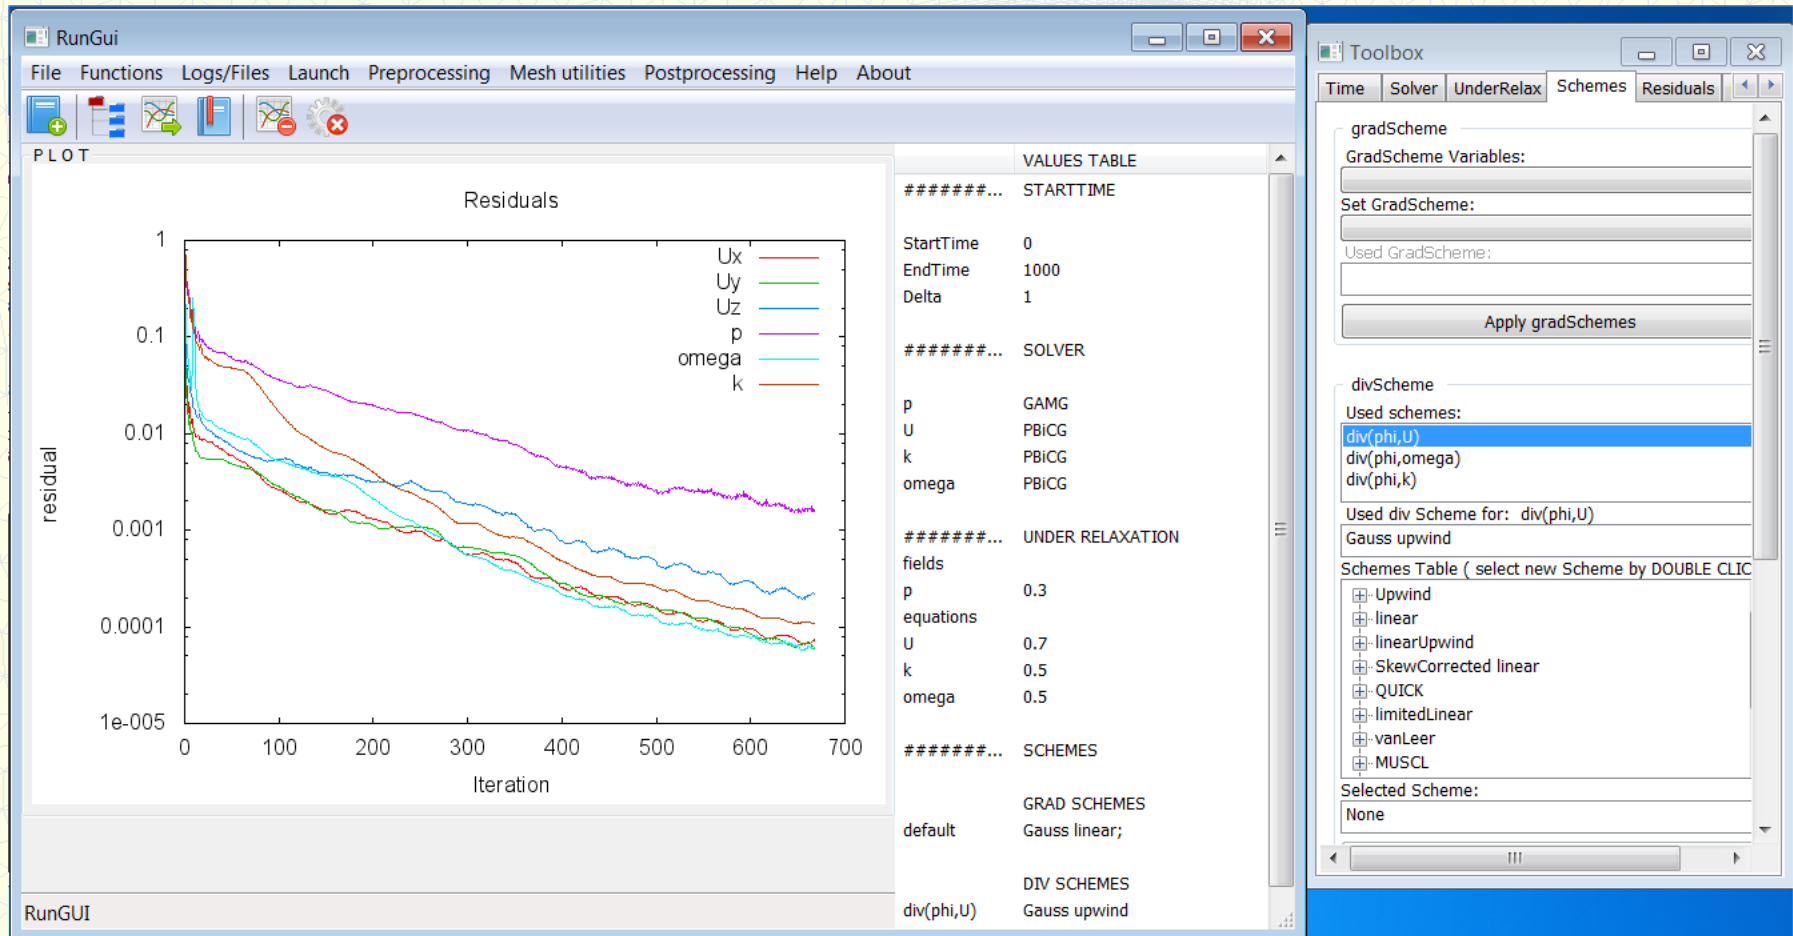 RunGui
File Functions Logs/Files Launch Preprocessing Mesh utilities Postprocessing Help About
PLOT
Residuals
1
0.1
0.01
0.001
0.0001
1e-005
residual
Ux
Uy
Uz
p
omega
k
0 100 200 300 400 500 600 700
Iteration
VALUES TABLE
#######... STARTTIME
StartTime 0
EndTime 1000
Delta 1
#######... SOLVER
p GAMG
U PBiCG
k PBiCG
omega PBiCG
#######... UNDER RELAXATION
fields
p 0.3
equations
U 0.7
k 0.5
omega 0.5
#######... SCHEMES
GRAD SCHEMES
default Gauss linear;
DIV SCHEMES
div(phi,U) Gauss upwind
RunGUI
Toolbox
Time Solver UnderRelax Schemes Residuals
gradScheme
GradScheme Variables:
Set GradScheme:
Used GradScheme:
Apply gradSchemes
divScheme
Used schemes:
div(phi,U)
div(phi,omega)
div(phi,k)
Used div Scheme for: div(phi,U)
Gauss upwind
Schemes Table ( select new Scheme by DOUBLE CLIC
Upwind
linear
linearUpwind
SkewCorrected linear
QUICK
limitedLinear
vanLeer
MUSCL
Selected Scheme:
None